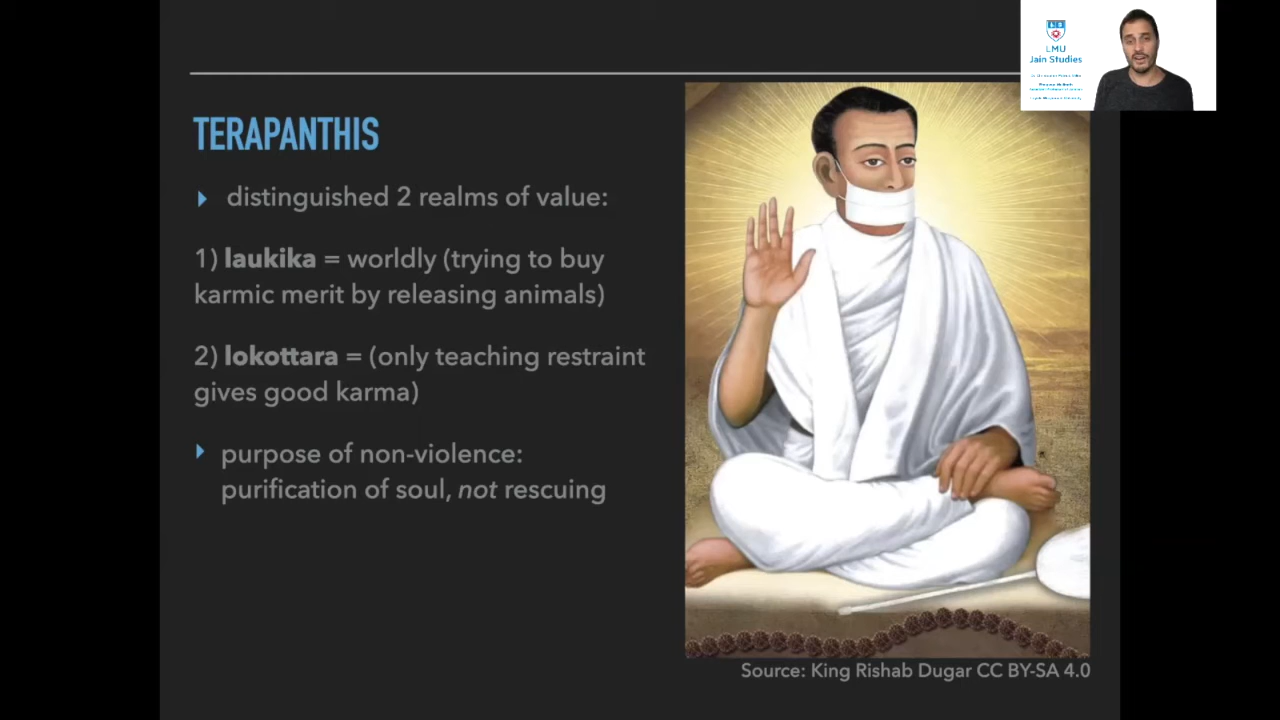 LMU
Jain Studies
TERAPANTHIS
distinguished 2 realms of value:
1) laukika = worldly (trying to buy
karmic merit by releasing animals)
2) lokottara = (only teaching restraint
gives good karma)
purpose of non-violence:
purification of soul, not rescuing
Source: King Rishab Dugar CC BY-SA 4.0